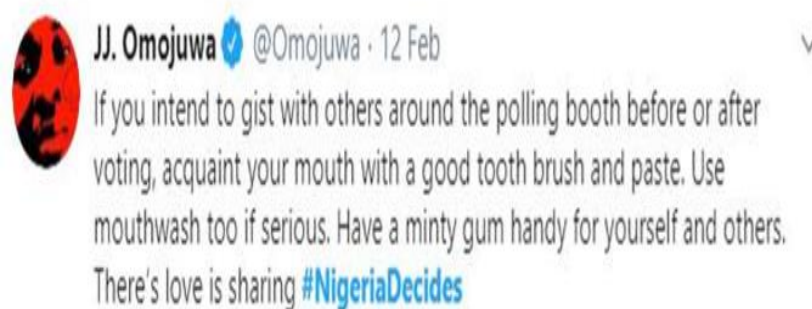 JJ. Omojuwa @Omojuwa · 12 Feb
If you intend to gist with others around the polling booth before or after
voting, acquaint your mouth with a good tooth brush and paste. Use
mouthwash too if serious. Have a minty gum handy for yourself and others.
There's love is sharing #NigeriaDecides